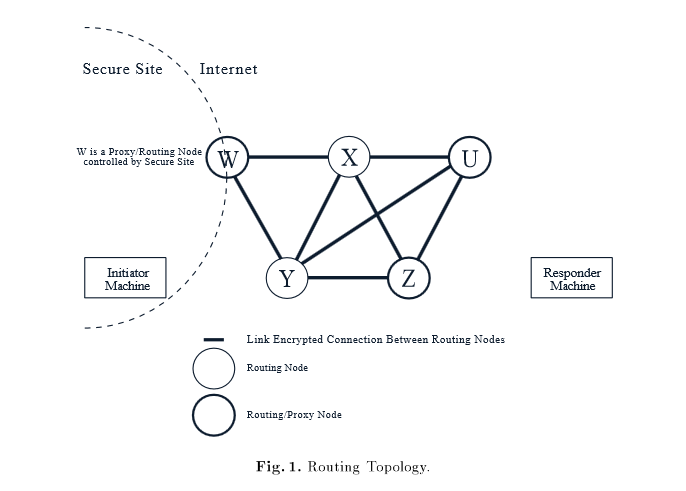 Secure Site
Internet
W is a Proxy/Routing Node
controlled by Secure Site
W
X
U
Y
Z
Initiator
Machine
Responder
Machine
Link Encrypted Connection Between Routing Nodes
Routing Node
Routing/Proxy Node
Fig. 1. Routing Topology.